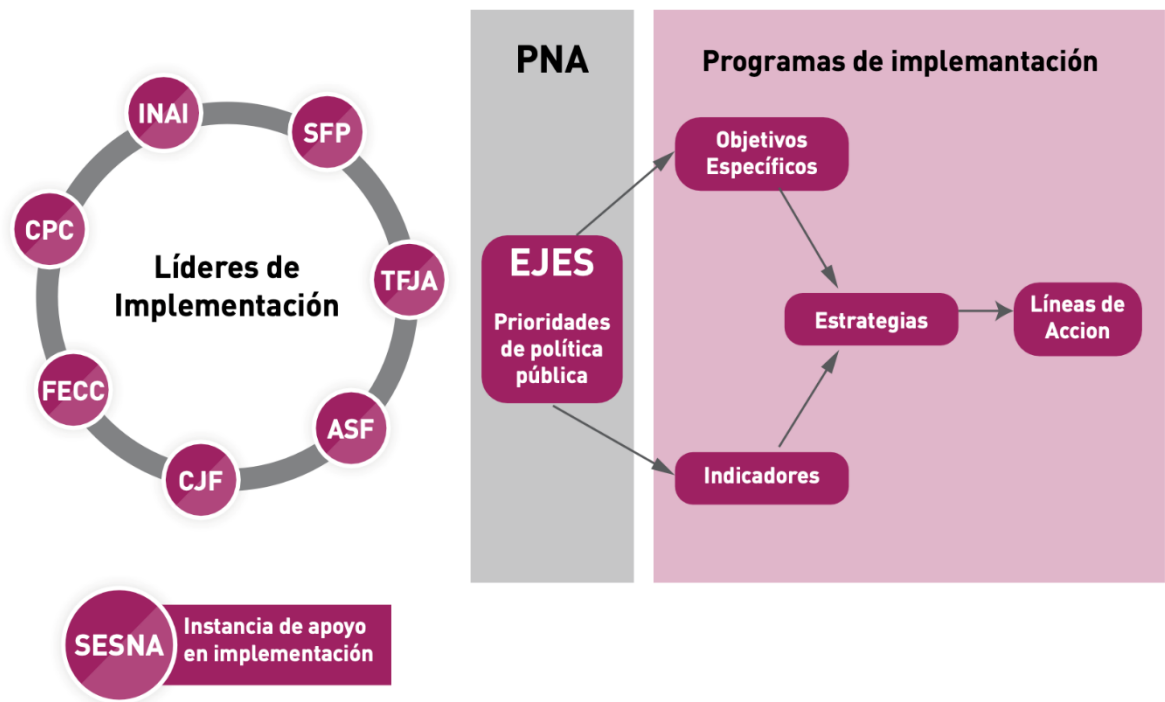 INAI
SFP
CPC
TFJA
Líderes de
Implementación
FECC
ASF
CJF
SESNA
Instancia de apoyo
en implementación
PNA
EJES
Prioridades
de política
pública
Programas de implemantación
Objetivos
Específicos
Estrategias
Líneas de
Accion
Indicadores